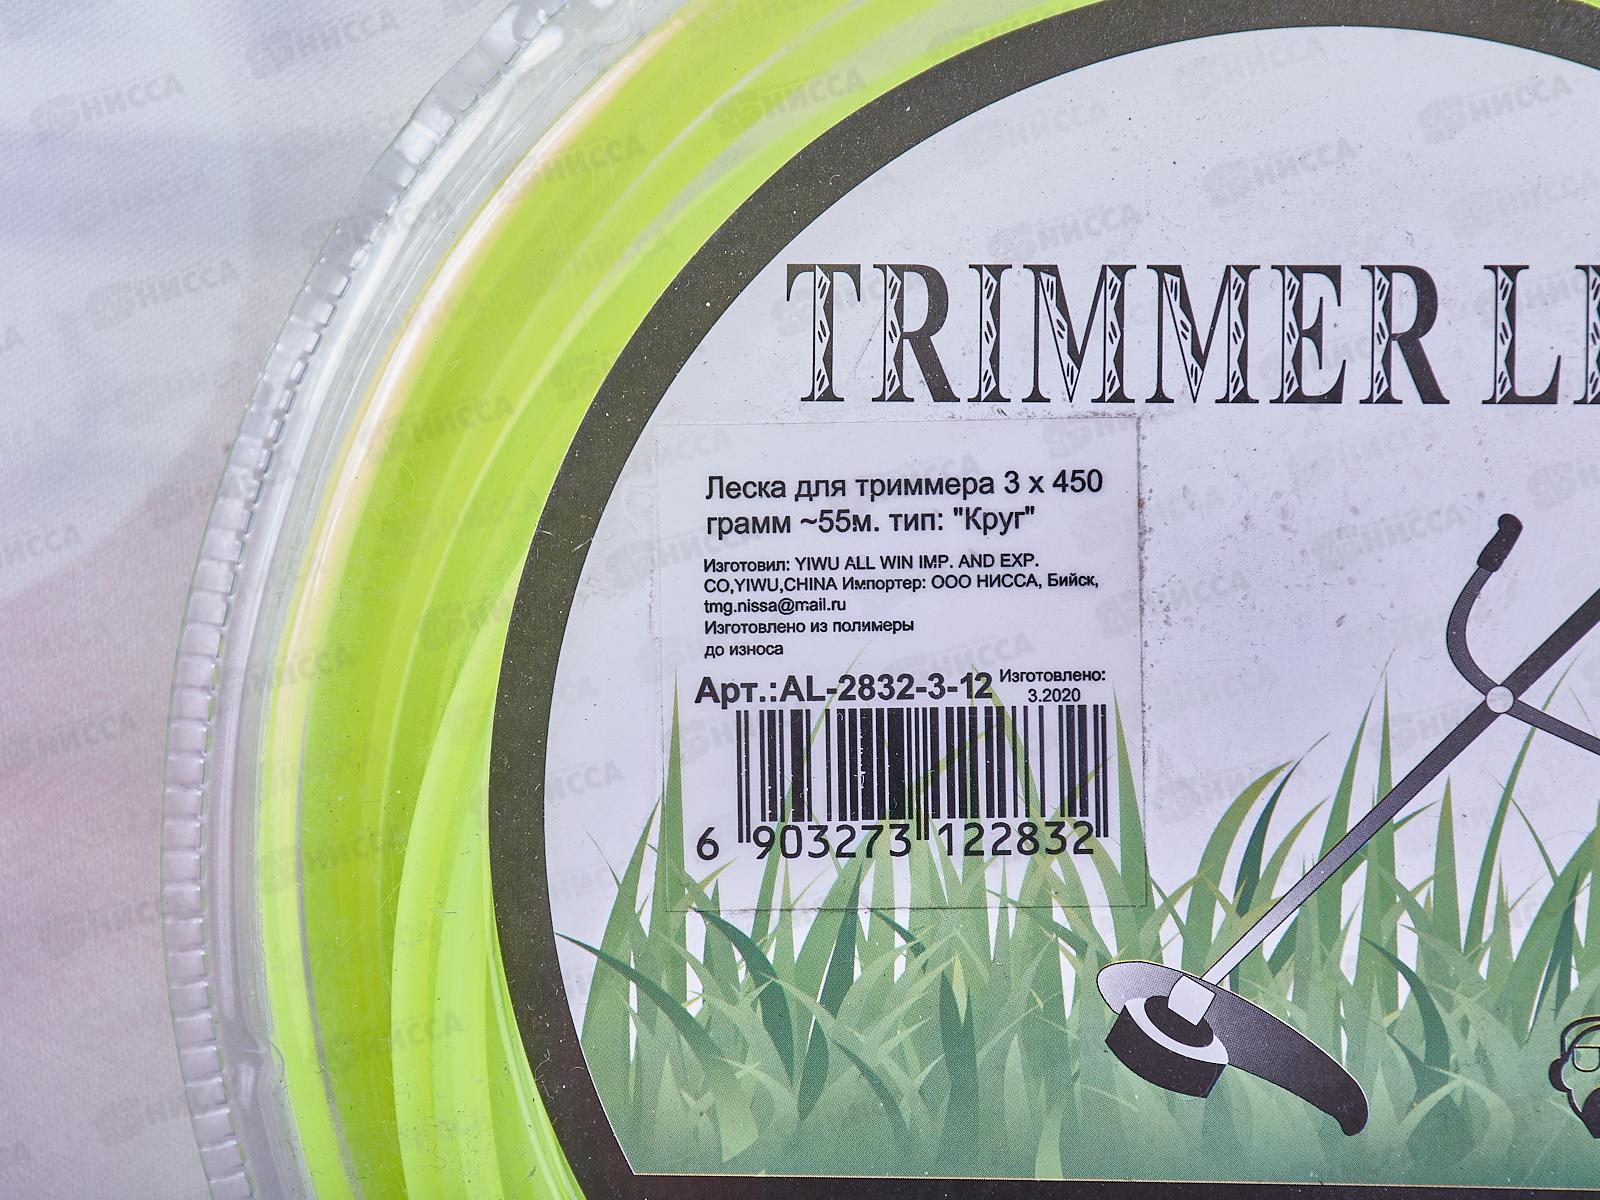 TRIMMER LI
Леска для триммера 3 x 450
грамм ~55м. тип: "Круг"
Изготовил: YIWU ALL WIN IMP. AND EXP.
CO,YIWU,CHINA Импортер: ООО НИССА, Бийск,
tmg.nissa@mail.ru
Изготовлено из полимеры
до износа
Арт.:AL-2832-3-12 Изготовлено:
3.2020
6 903273 122832
НИССА